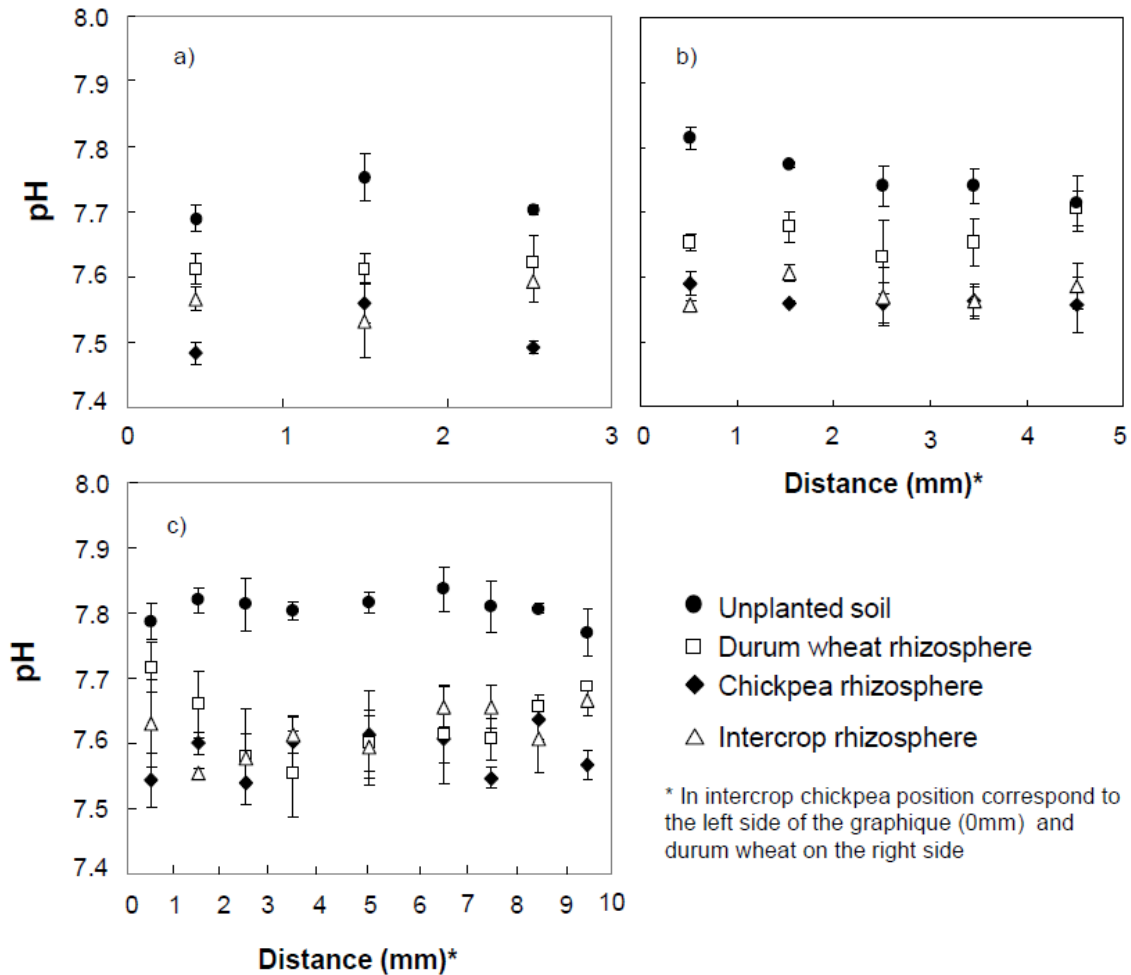 8.0
7.9
7.8
7.7
7.6
7.5
7.4
pH
a)
0 1 2 3
b)
0 1 2 3 4 5
Distance (mm)*
8.0
7.9
7.8
7.7
7.6
7.5
7.4
pH
c)
0 1 2 3 4 5 6 7 8 9 10
Distance (mm)*
Unplanted soil
Durum wheat rhizosphere
Chickpea rhizosphere
Intercrop rhizosphere
* In intercrop chickpea position correspond to
the left side of the graphique (0mm) and
durum wheat on the right side